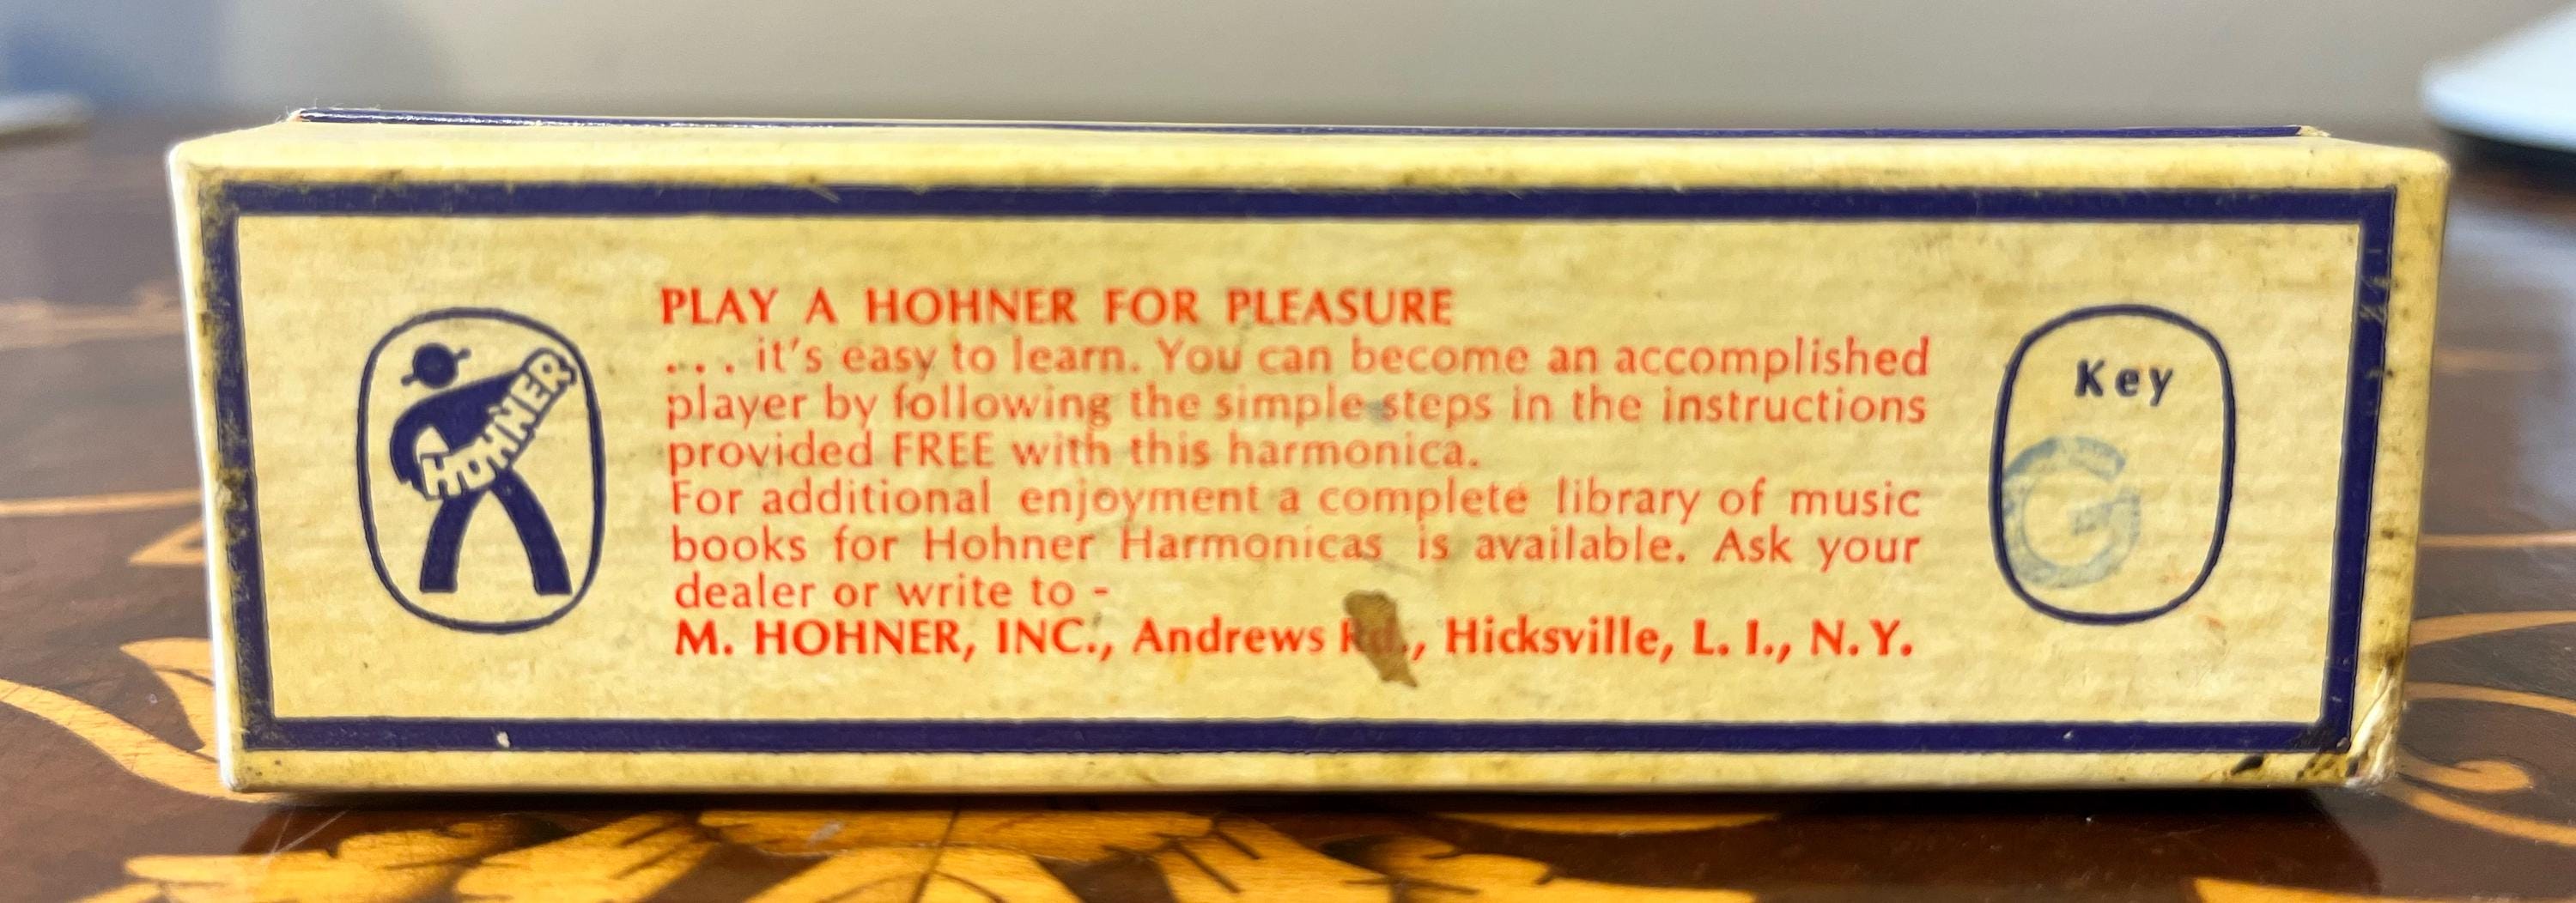 HOHNER
PLAY A HOHNER FOR PLEASURE
... it's easy to learn. You can become an accomplished
player by following the simple steps in the instructions
provided FREE with this harmonica.
For additional enjoyment a complete library of music
books for Hohner Harmonicas is available. Ask your
dealer or write to -
M. HOHNER, INC., Andrews Rd., Hicksville, L. I., N. Y.
Key
G